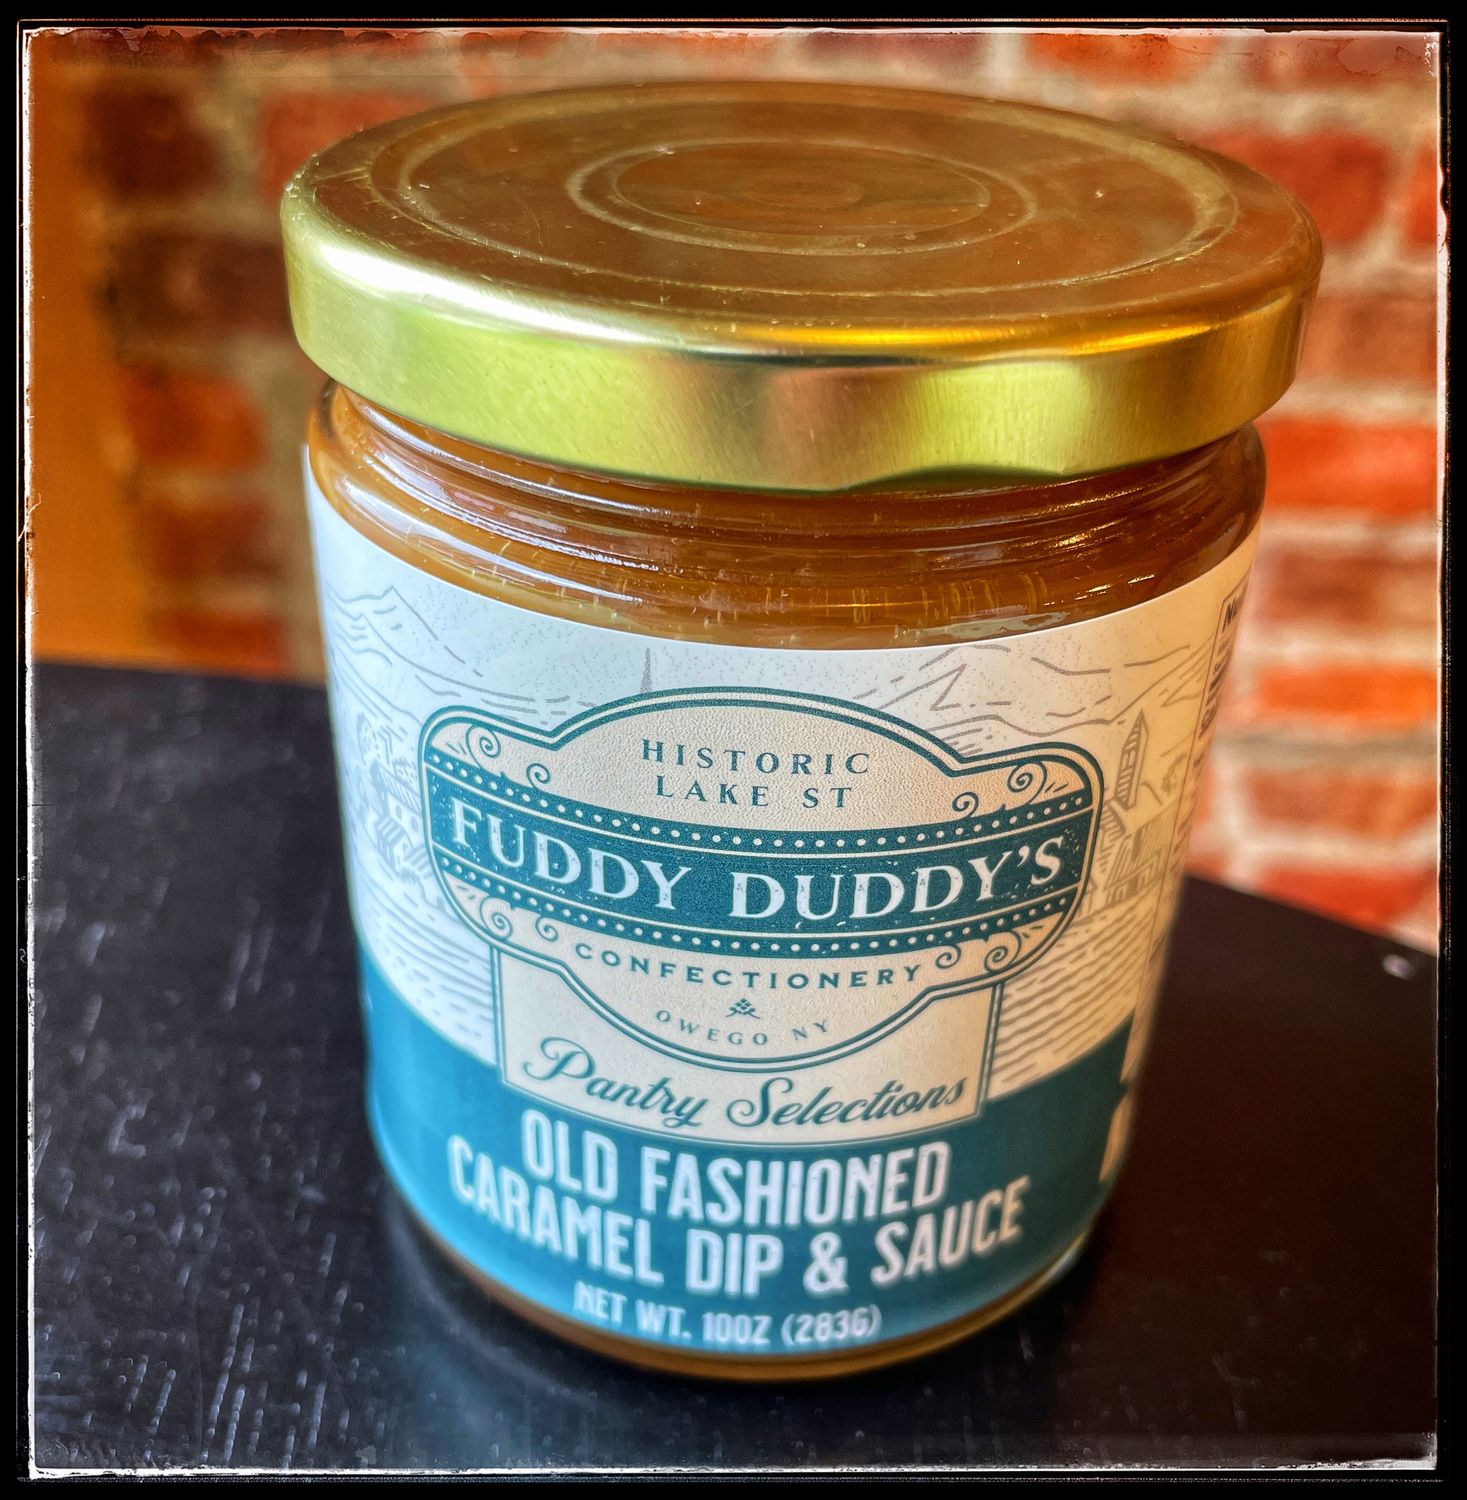 HISTORIC
LAKE ST
FUDDY DUDDY'S
CONFECTIONERY
OWEGO NY
Pantry Selections
OLD FASHIONED
CARAMEL DIP & SAUCE
NET WT. 10OZ (283G)